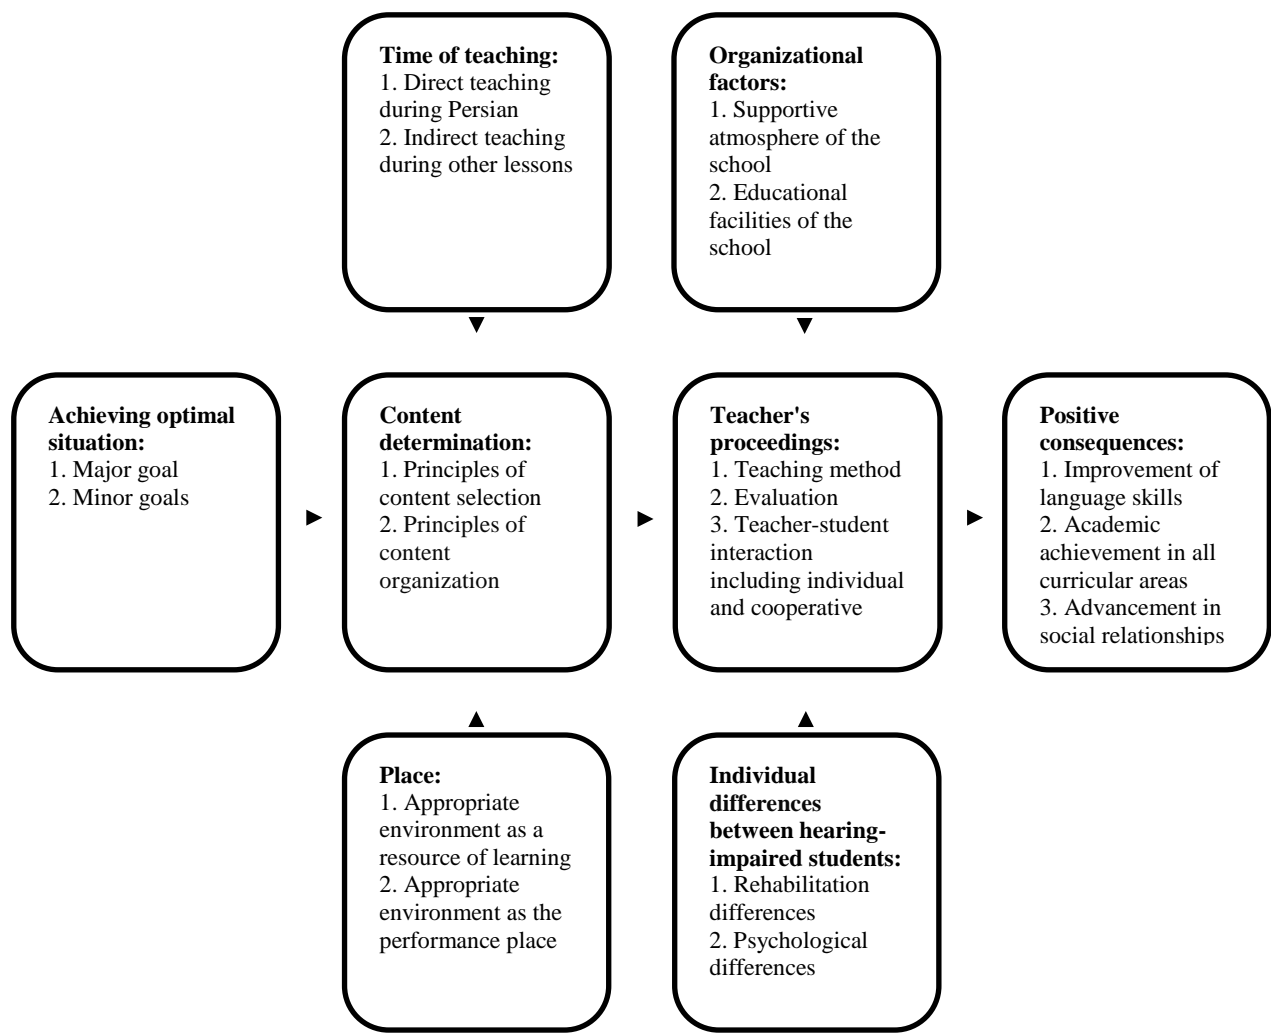 Time of teaching:
1. Direct teaching
during Persian
2. Indirect teaching
during other lessons
Organizational
factors:
1. Supportive
atmosphere of the
school
2. Educational
facilities of the
school
Achieving optimal
situation:
1. Major goal
2. Minor goals
Content
determination:
1. Principles of
content selection
2. Principles of
content
organization
Teacher's
proceedings:
1. Teaching method
2. Evaluation
3. Teacher-student
interaction
including individual
and cooperative
Positive
consequences:
1. Improvement of
language skills
2. Academic
achievement in all
curricular areas
3. Advancement in
social relationships
Place:
1. Appropriate
environment as a
resource of learning
2. Appropriate
environment as the
performance place
Individual
differences
between hearing-
impaired students:
1. Rehabilitation
differences
2. Psychological
differences